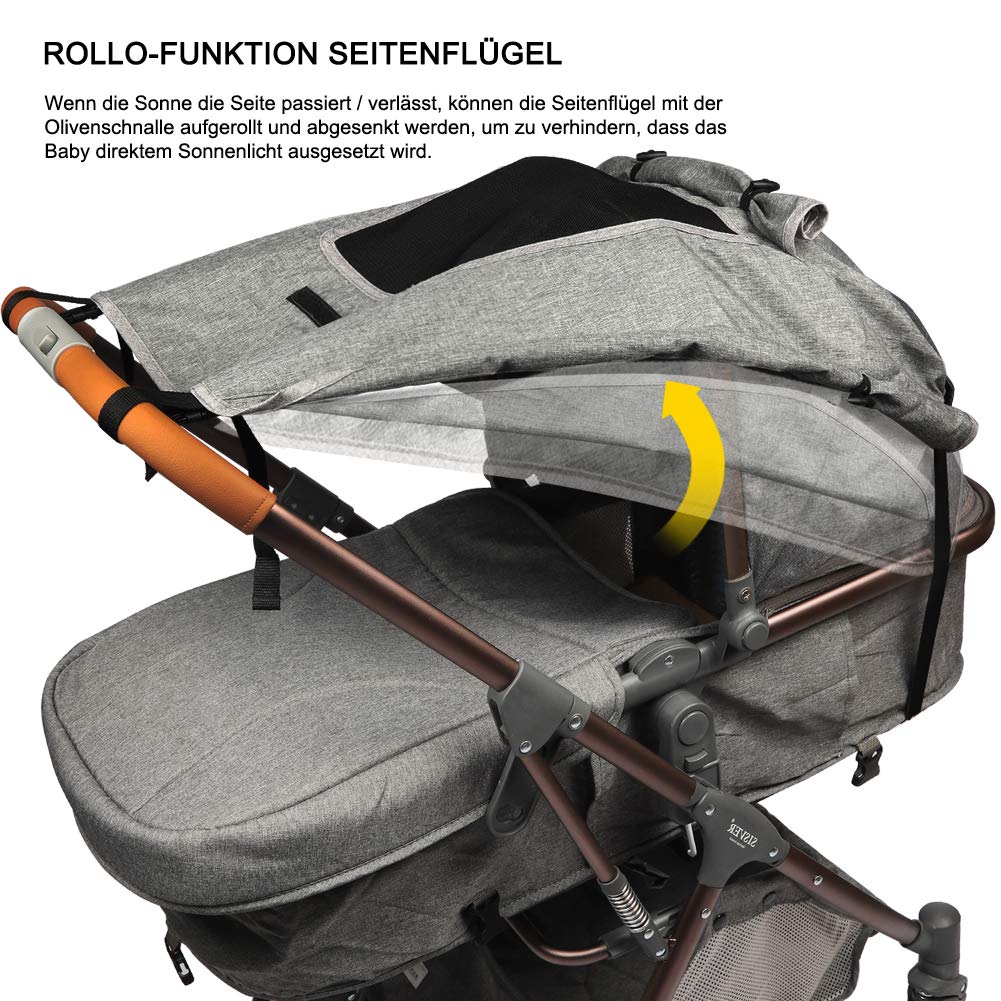 ROLLO-FUNKTION SEITENFLÜGEL
Wenn die Sonne die Seite passiert / verlässt, können die Seitenflügel mit der
Olivenschnalle aufgerollt und abgesenkt werden, um zu verhindern, dass das
Baby direktem Sonnenlicht ausgesetzt wird.
SISVER